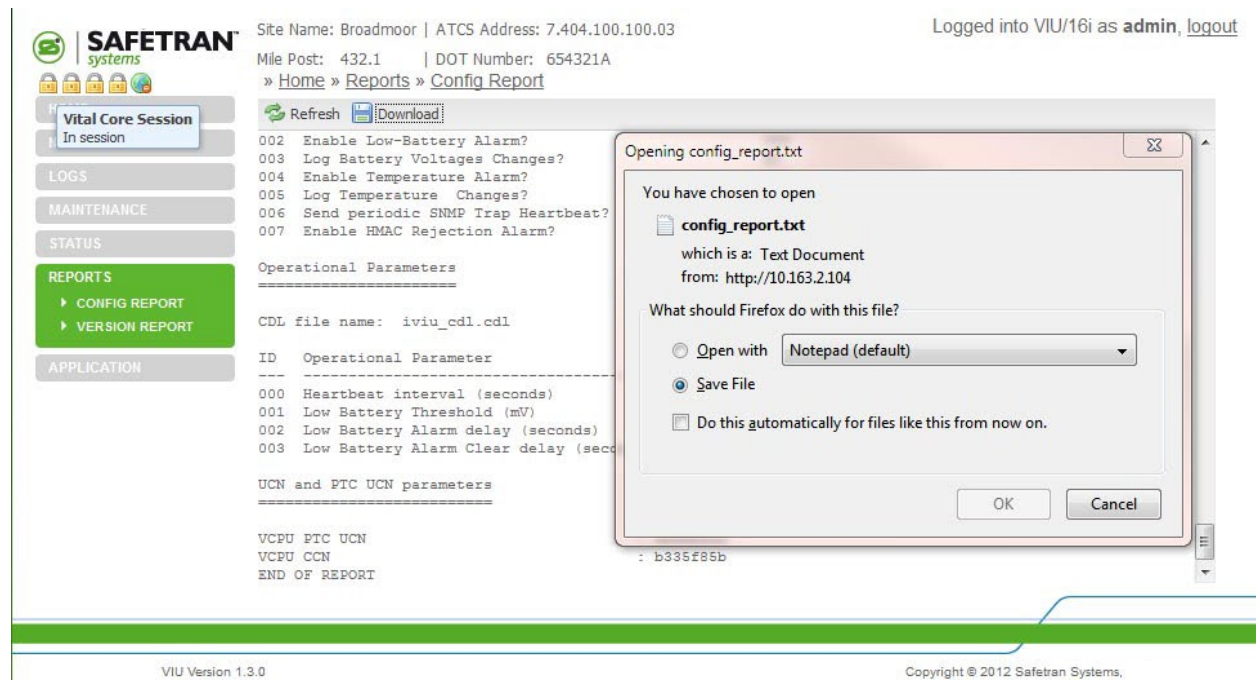 SAFETRAN
systems
Site Name: Broadmoor | ATCS Address: 7.404.100.100.03
Mile Post: 432.1 | DOT Number: 654321A
» Home » Reports » Config Report
Logged into VIU/16i as admin, logout
Refresh Download
Vital Core Session
In session
LOGS
MAINTENANCE
STATUS
REPORTS
CONFIG REPORT
VERSION REPORT
APPLICATION
002 Enable Low-Battery Alarm?
003 Log Battery Voltages Changes?
004 Enable Temperature Alarm?
005 Log Temperature Changes?
006 Send periodic SNMP Trap Heartbeat?
007 Enable HMAC Rejection Alarm?
Operational Parameters
======================
CDL file name: iviu_cdl.cdl
ID Operational Parameter
000 Heartbeat interval (seconds)
001 Low Battery Threshold (mV)
002 Low Battery Alarm delay (seconds)
003 Low Battery Alarm Clear delay (seco
UCN and PTC UCN parameters
==========================
VCPU PTC UCN
VCPU CCN : b335f85b
END OF REPORT
Opening config_report.txt
You have chosen to open
config_report.txt
which is a: Text Document
from: http://10.163.2.104
What should Firefox do with this file?
Open with Notepad (default)
Save File
Do this automatically for files like this from now on.
OK Cancel
VIU Version 1.3.0
Copyright © 2012 Safetran Systems,